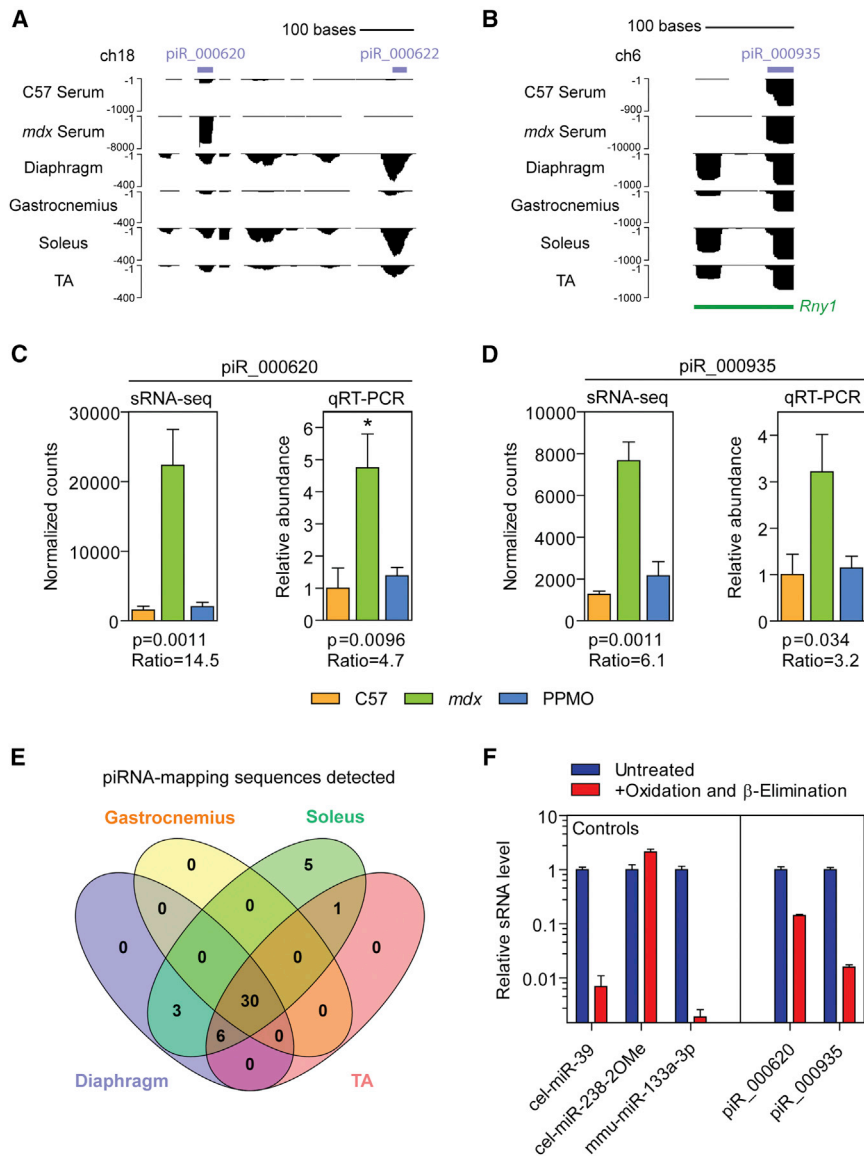 A
100 bases
ch18
piR_000620
piR_000622
C57 Serum
-1
-1000
mdx Serum
-1
-8000
Diaphragm
-1
-400
Gastrocnemius
-1
-400
Soleus
-1
-400
TA
-1
-400
B
100 bases
ch6
piR_000935
-1
-900
-1
-10000
-1
-1000
-1
-1000
-1
-1000
-1
-1000
Rny1
C
piR_000620
sRNA-seq
Normalized counts
30000
20000
10000
0
p=0.0011
Ratio=14.5
qRT-PCR
Relative abundance
6
5
4
3
2
1
0
*
p=0.0096
Ratio=4.7
D
piR_000935
sRNA-seq
Normalized counts
10000
8000
6000
4000
2000
0
p=0.0011
Ratio=6.1
qRT-PCR
Relative abundance
4
3
2
1
0
p=0.034
Ratio=3.2
C57
mdx
PPMO
E
piRNA-mapping sequences detected
Gastrocnemius
Soleus
0
5
0
0
1
0
0
0
0
30
3
0
6
0
0
Diaphragm
TA
F
Untreated
+Oxidation and β-Elimination
Controls
Relative sRNA level
10
1
0.1
0.01
cel-miR-39
cel-miR-238-2OMe
mmu-miR-133a-3p
piR_000620
piR_000935